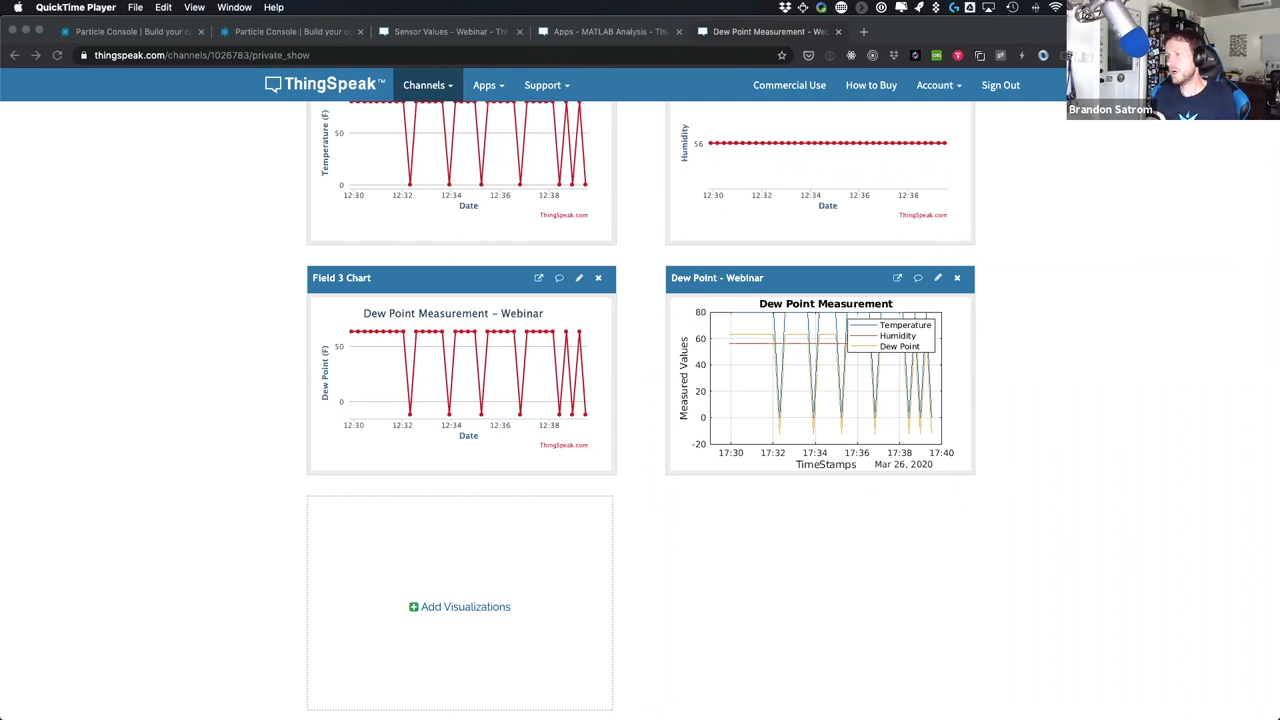 QuickTime Player File Edit View Window Help
Particle Console | Build your c
Particle Console | Build your o
Sensor Values - Webinar - Thi
Apps - MATLAB Analysis - Thi
Dew Point Measurement - We
thingspeak.com/channels/1026783/private_show
Brandon Satrom
ThingSpeak™ Channels Apps Support Commercial Use How to Buy Account Sign Out
Temperature (F)
50
0
12:30 12:32 12:34 12:36 12:38
Date
ThingSpeak.com
Humidity
56
12:30 12:32 12:34 12:36 12:38
Date
ThingSpeak.com
Field 3 Chart
Dew Point Measurement – Webinar
Dew Point (F)
50
0
12:30 12:32 12:34 12:36 12:38
Date
ThingSpeak.com
Dew Point - Webinar
Dew Point Measurement
Measured Values
80
60
40
20
0
-20
Temperature
Humidity
Dew Point
17:30 17:32 17:34 17:36 17:38 17:40
TimeStamps Mar 26, 2020
Add Visualizations